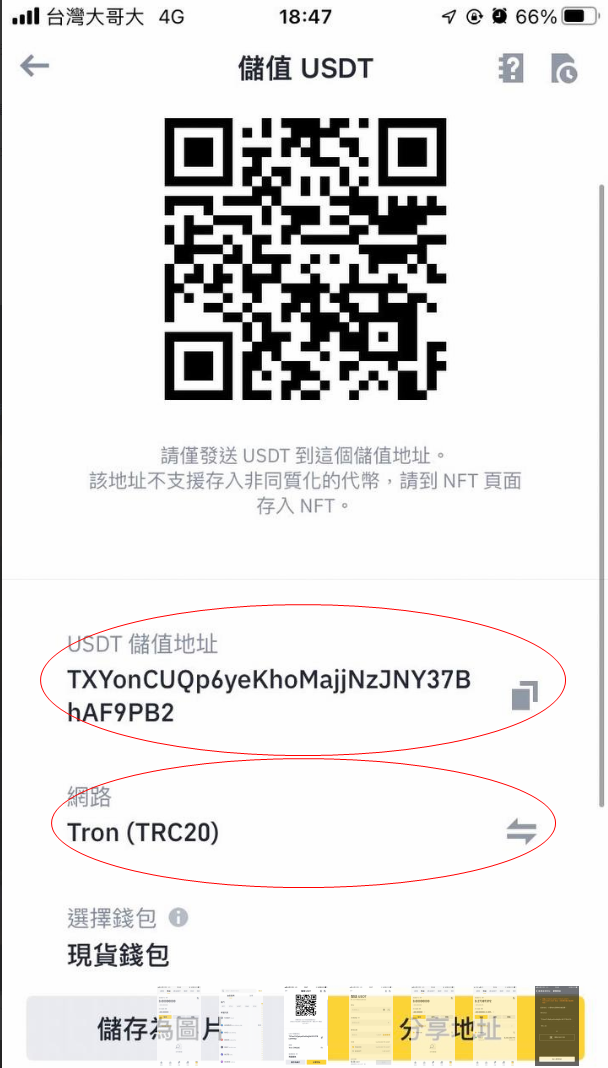 台灣大哥大 4G 18:47 66%
儲值 USDT
請僅發送 USDT 到這個儲值地址。
該地址不支援存入非同質化的代幣，請到 NFT 頁面
存入 NFT。
USDT 儲值地址
TXYonCUQp6yeKhoMajjNzJNY37B
hAF9PB2
網路
Tron (TRC20)
選擇錢包
現貨錢包
儲存為圖片 分享地址